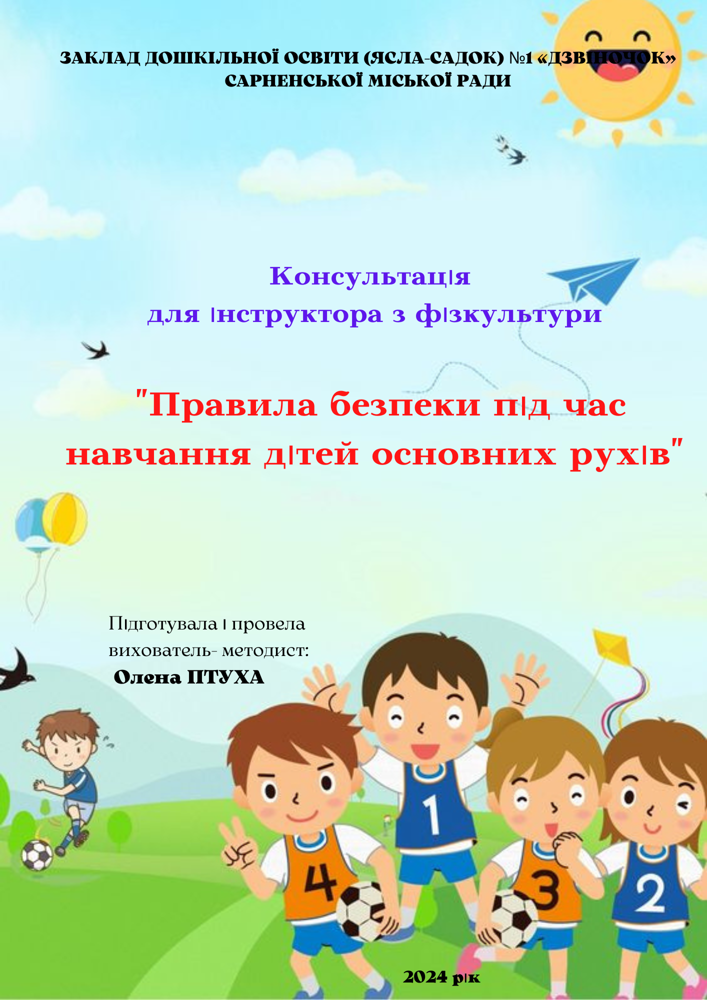 ЗАКЛАД ДОШКІЛЬНОЇ ОСВІТИ (ЯСЛА-САДОК) №1 «ДЗВІНОЧОК»
САРНЕНСЬКОЇ МІСЬКОЇ РАДИ
Консультація
для інструктора з фізкультури
"Правила безпеки під час
навчання дітей основних рухів"
Підготувала і провела
вихователь- методист:
Олена ПТУХА
1
4
3
2
2024 рік